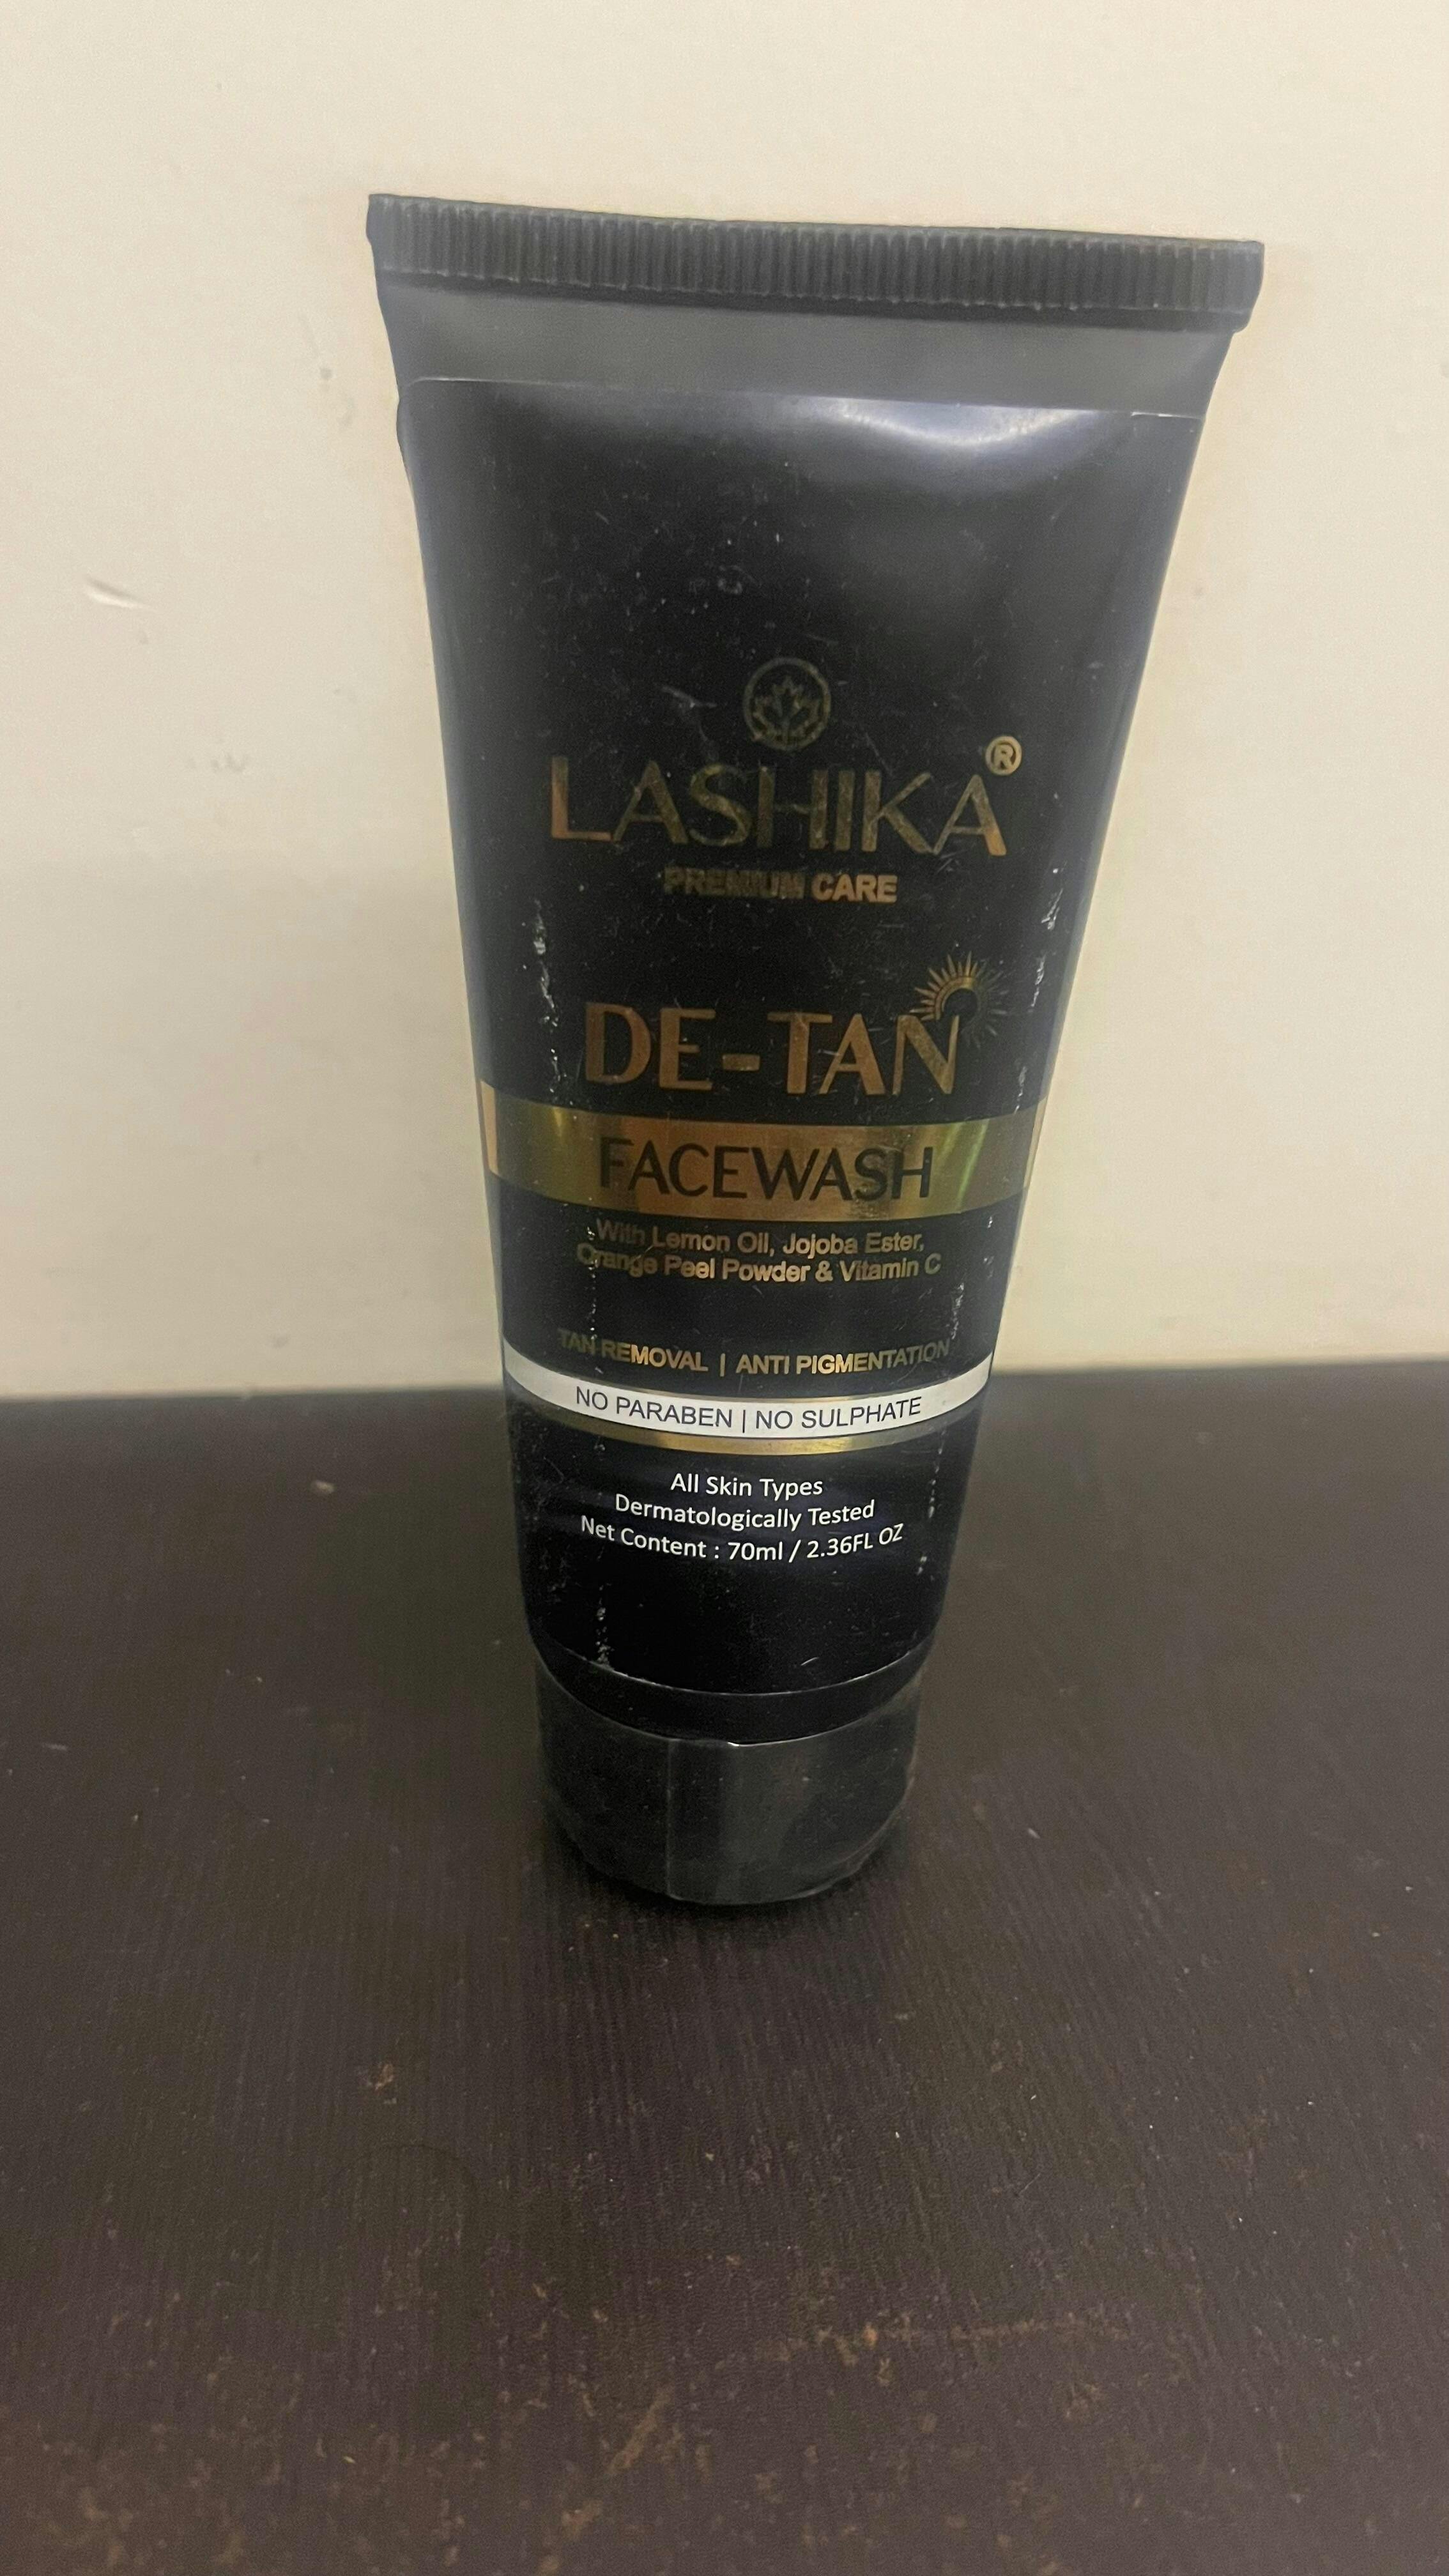 LASHIKA®
PREMIUM CARE
DE-TAN
FACEWASH
With Lemon Oil, Jojoba Ester,
Orange Peel Powder & Vitamin C
TAN REMOVAL | ANTI PIGMENTATION
NO PARABEN | NO SULPHATE
All Skin Types
Dermatologically Tested
Net Content : 70ml / 2.36FL OZ